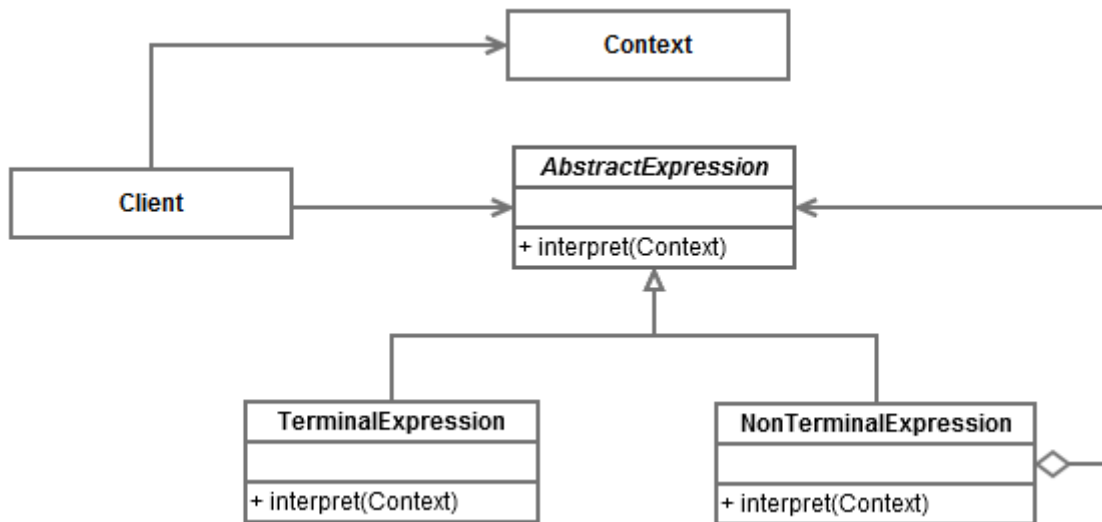 Context
AbstractExpression
Client
+ interpret(Context)
TerminalExpression
NonTerminalExpression
+ interpret(Context)
+ interpret(Context)